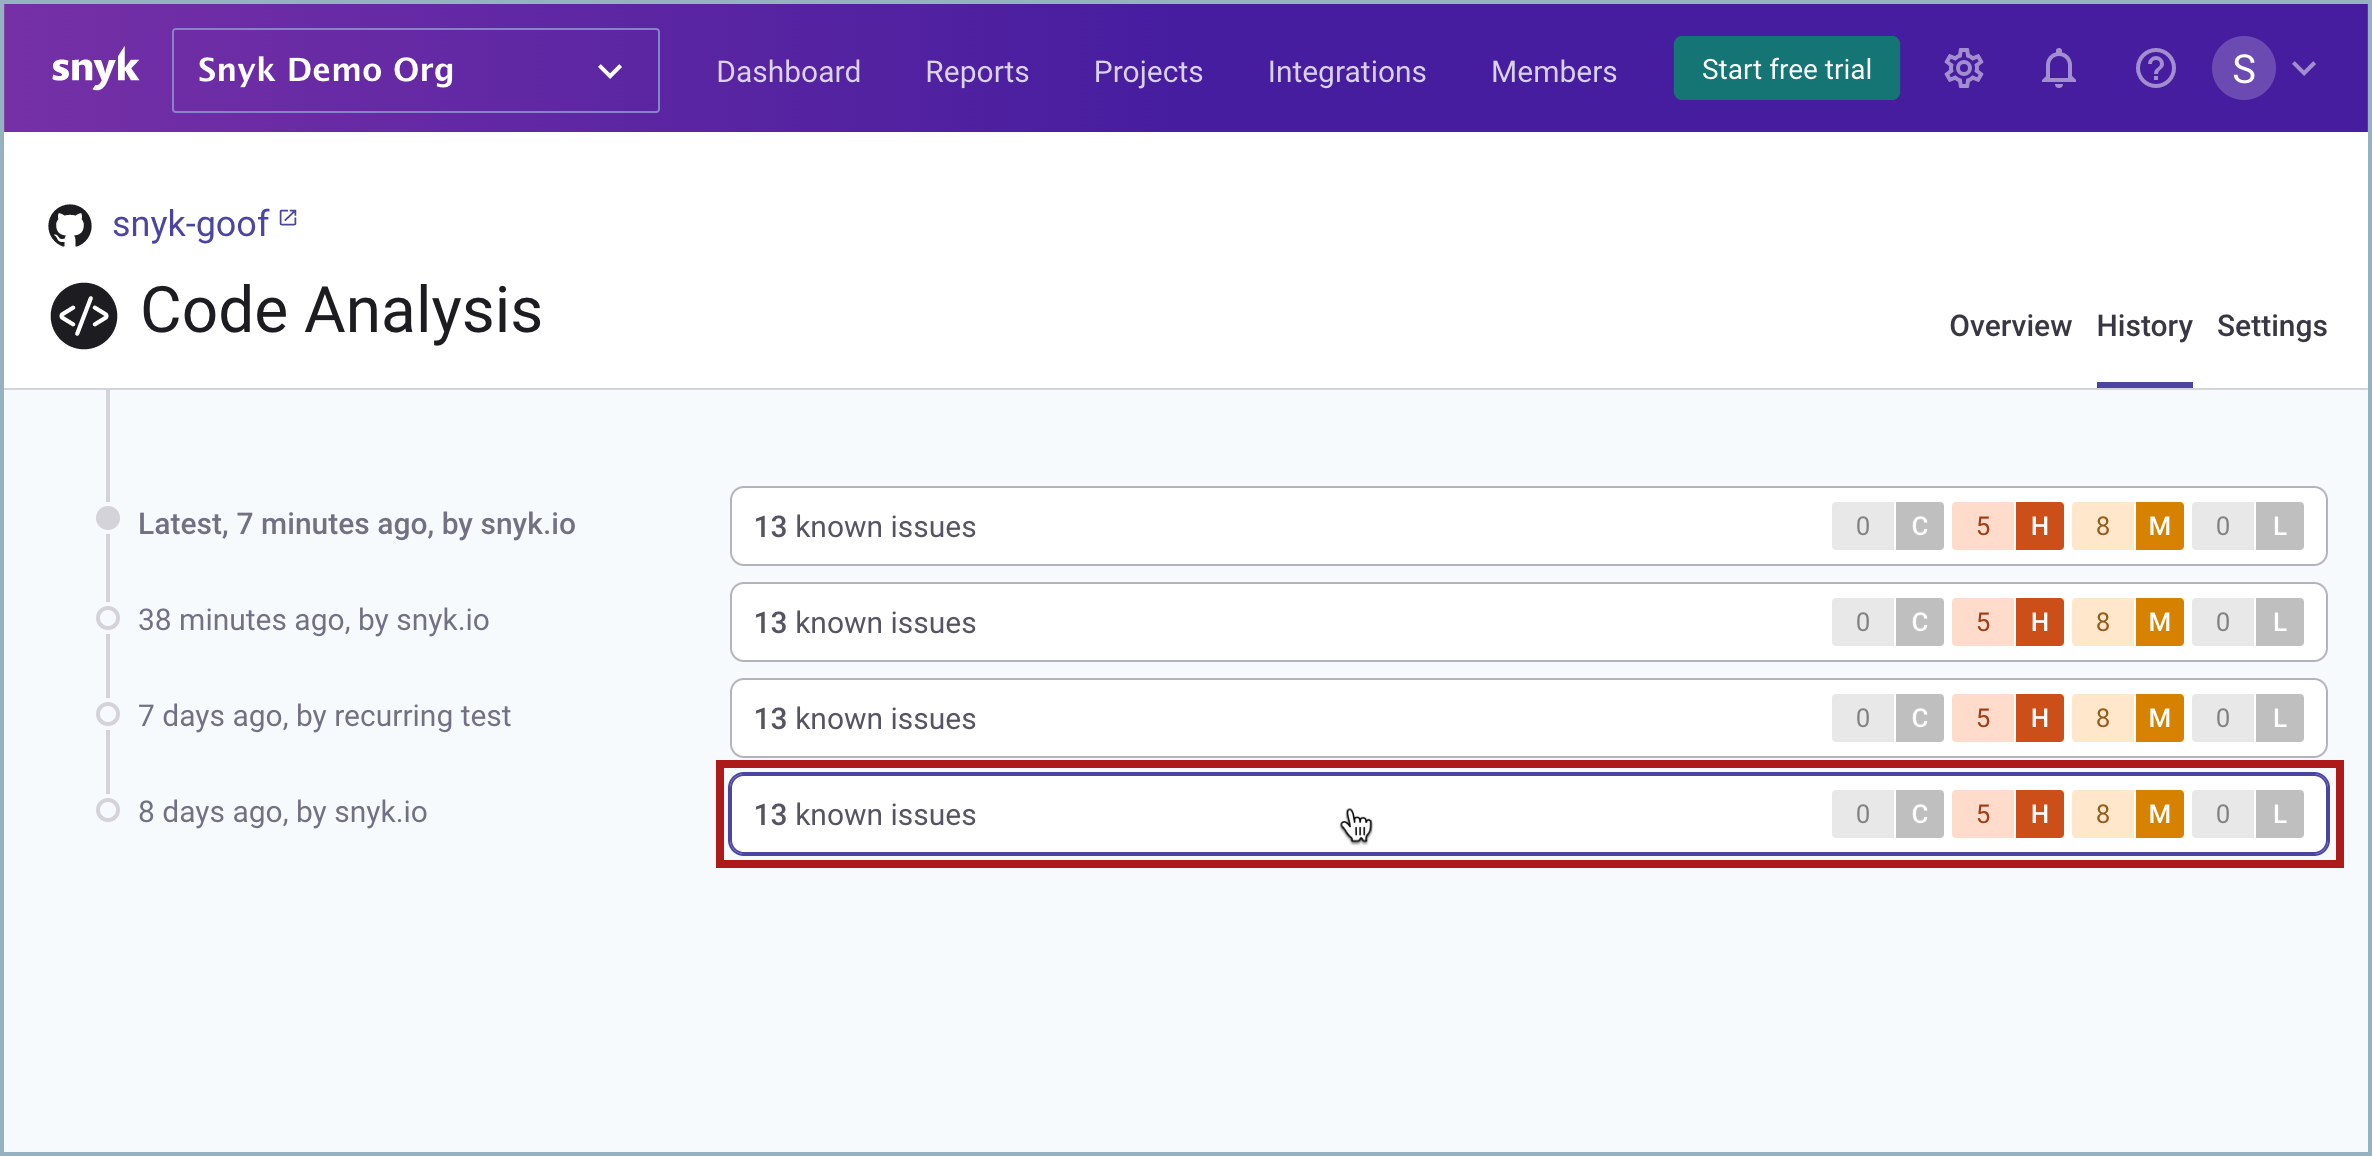 snyk Snyk Demo Org Dashboard Reports Projects Integrations Members Start free trial ? S
snyk-goof
</> Code Analysis
Overview History Settings
Latest, 7 minutes ago, by snyk.io 13 known issues 0 C 5 H 8 M 0 L
38 minutes ago, by snyk.io 13 known issues 0 C 5 H 8 M 0 L
7 days ago, by recurring test 13 known issues 0 C 5 H 8 M 0 L
8 days ago, by snyk.io 13 known issues 0 C 5 H 8 M 0 L